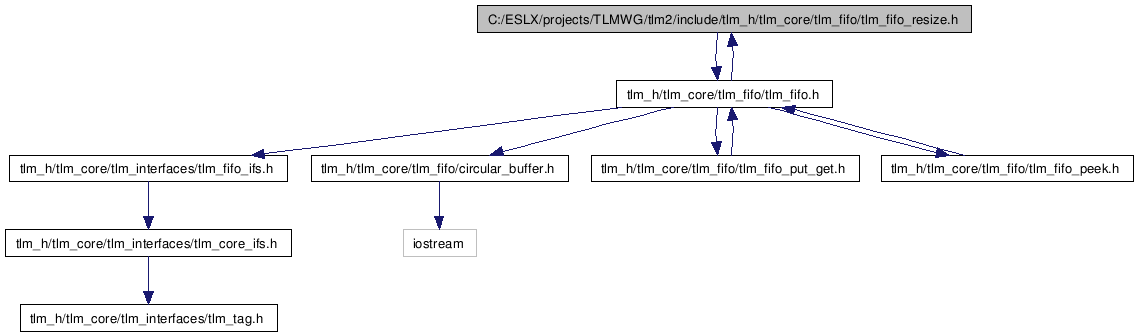 C:/ESLX/projects/TLMWG/tlm2/include/tlm_h/tlm_core/tlm_fifo/tlm_fifo_resize.h
tlm_h/tlm_core/tlm_fifo/tlm_fifo.h
tlm_h/tlm_core/tlm_interfaces/tlm_fifo_ifs.h
tlm_h/tlm_core/tlm_fifo/circular_buffer.h
tlm_h/tlm_core/tlm_fifo/tlm_fifo_put_get.h
tlm_h/tlm_core/tlm_fifo/tlm_fifo_peek.h
tlm_h/tlm_core/tlm_interfaces/tlm_core_ifs.h
iostream
tlm_h/tlm_core/tlm_interfaces/tlm_tag.h